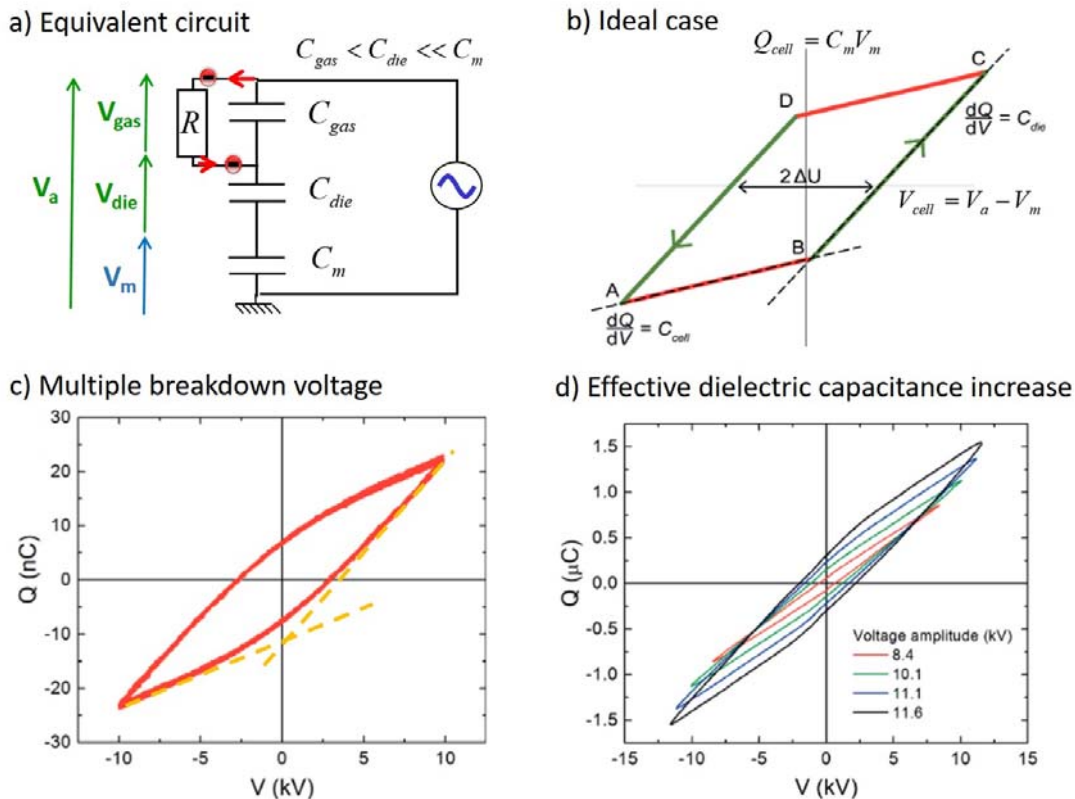 a) Equivalent circuit
C_gas < C_die << C_m
V_a
V_gas
V_die
V_m
R
C_gas
C_die
C_m
b) Ideal case
Q_cell = C_m V_m
C
D
dQ/dV = C_die
2 ΔU
V_cell = V_a − V_m
B
A
dQ/dV = C_cell
c) Multiple breakdown voltage
30
20
10
0
-10
-20
-30
Q (nC)
-10 -5 0 5 10
V (kV)
d) Effective dielectric capacitance increase
1.5
1.0
0.5
0.0
-0.5
-1.0
-1.5
Q (µC)
Voltage amplitude (kV)
8.4
10.1
11.1
11.6
-15 -10 -5 0 5 10 15
V (kV)